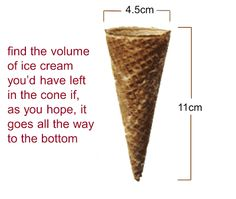 4.5cm
find the volume
of ice cream
you'd have left
in the cone if,
as you hope, it
goes all the way
to the bottom
11cm